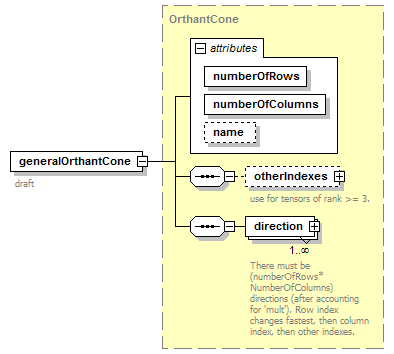 OrthantCone
attributes
numberOfRows
numberOfColumns
name
generalOrthantCone
draft
otherIndexes
use for tensors of rank >= 3.
direction
1..∞
There must be
(numberOfRows*
NumberOfColumns)
directions (after accounting
for 'mult'). Row index
changes fastest, then column
index, then other indexes.